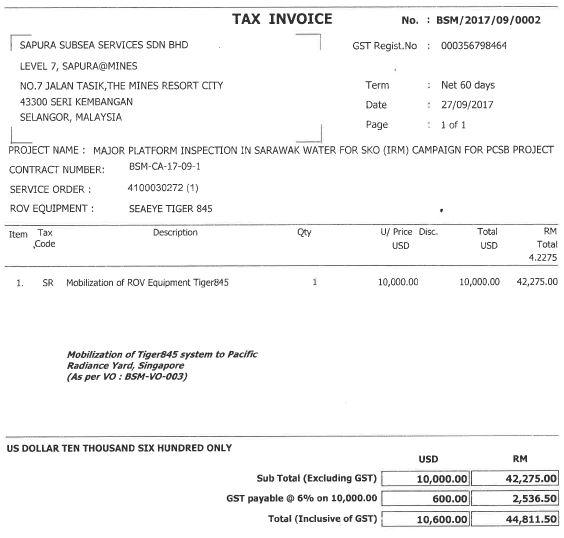 TAX INVOICE
No. : BSM/2017/09/0002
SAPURA SUBSEA SERVICES SDN BHD
LEVEL 7, SAPURA@MINES
NO.7 JALAN TASIK,THE MINES RESORT CITY
43300 SERI KEMBANGAN
SELANGOR, MALAYSIA
GST Regist.No : 000356798464
Term : Net 60 days
Date : 27/09/2017
Page : 1 of 1
PROJECT NAME : MAJOR PLATFORM INSPECTION IN SARAWAK WATER FOR SKO (IRM) CAMPAIGN FOR PCSB PROJECT
CONTRACT NUMBER: BSM-CA-17-09-1
SERVICE ORDER : 4100030272 (1)
ROV EQUIPMENT : SEAEYE TIGER 845
Item Tax Description Qty U/ Price Disc. Total RM
Code USD USD Total
4.2275
1. SR Mobilization of ROV Equipment Tiger845 1 10,000.00 10,000.00 42,275.00
Mobilization of Tiger845 system to Pacific
Radiance Yard, Singapore
(As per VO : BSM-VO-003)
US DOLLAR TEN THOUSAND SIX HUNDRED ONLY
USD RM
Sub Total (Excluding GST) 10,000.00 42,275.00
GST payable @ 6% on 10,000.00 600.00 2,536.50
Total (Inclusive of GST) 10,600.00 44,811.50